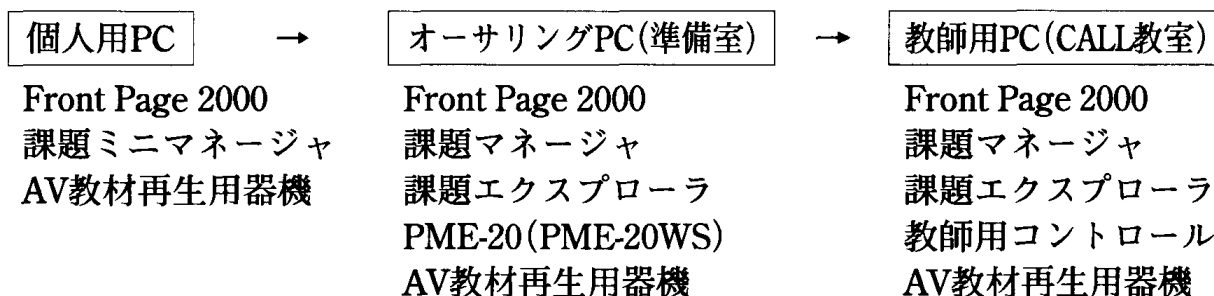 個人用PC → オーサリングPC(準備室) → 教師用PC(CALL教室)
Front Page 2000 Front Page 2000 Front Page 2000
課題ミニマネージャ 課題マネージャ 課題マネージャ
AV教材再生用器機 課題エクスプローラ 課題エクスプローラ
PME-20(PME-20WS) 教師用コントロール
AV教材再生用器機 AV教材再生用器機